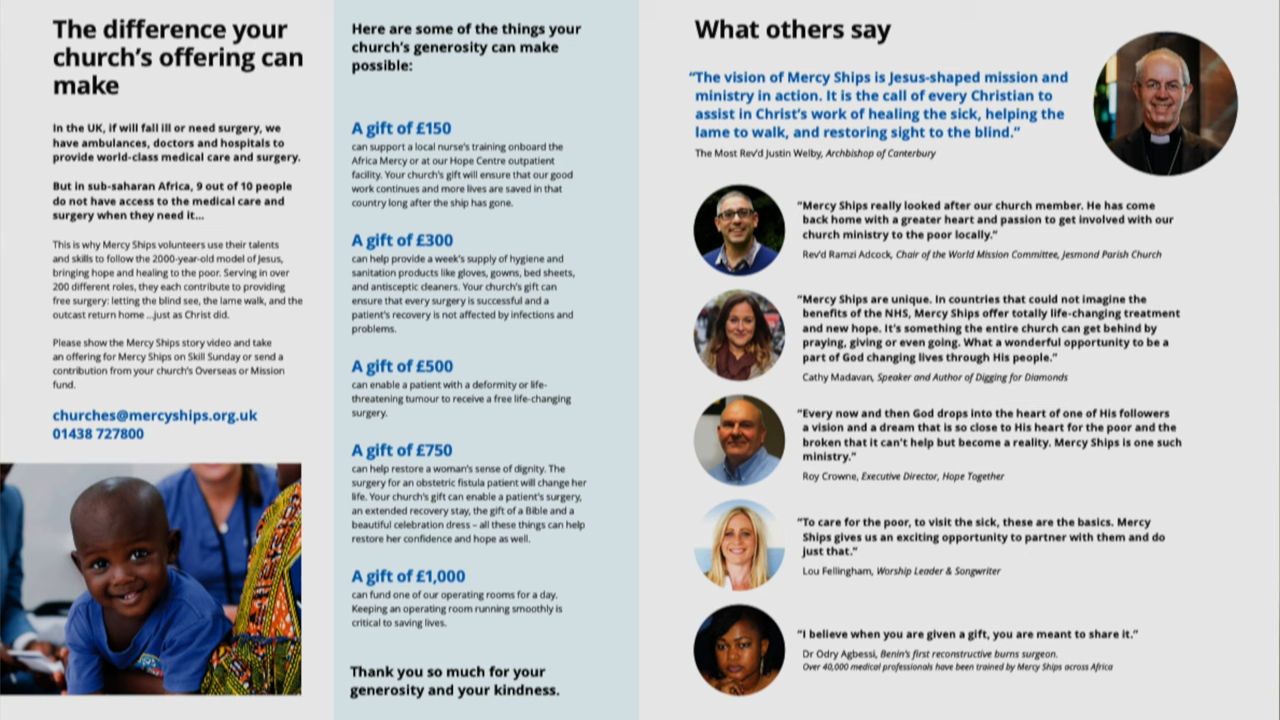 The difference your
church's offering can
make
In the UK, if will fall ill or need surgery, we
have ambulances, doctors and hospitals to
provide world-class medical care and surgery.
But in sub-saharan Africa, 9 out of 10 people
do not have access to the medical care and
surgery when they need it...
This is why Mercy Ships volunteers use their talents
and skills to follow the 2000-year-old model of Jesus,
bringing hope and healing to the poor. Serving in over
200 different roles, they each contribute to providing
free surgery: letting the blind see, the lame walk, and the
outcast return home ...just as Christ did.
Please show the Mercy Ships story video and take
an offering for Mercy Ships on Skill Sunday or send a
contribution from your church's Overseas or Mission
fund.
churches@mercyships.org.uk
01438 727800
Here are some of the things your
church's generosity can make
possible:
A gift of £150
can support a local nurse's training onboard the
Africa Mercy or at our Hope Centre outpatient
facility. Your church's gift will ensure that our good
work continues and more lives are saved in that
country long after the ship has gone.
A gift of £300
can help provide a week's supply of hygiene and
sanitation products like gloves, gowns, bed sheets,
and antiseptic cleaners. Your church's gift can
ensure that every surgery is successful and a
patient's recovery is not affected by infections and
problems.
A gift of £500
can enable a patient with a deformity or life-
threatening tumour to receive a free life-changing
surgery.
A gift of £750
can help restore a woman's sense of dignity. The
surgery for an obstetric fistula patient will change her
life. Your church's gift can enable a patient's surgery,
an extended recovery stay, the gift of a Bible and a
beautiful celebration dress – all these things can help
restore her confidence and hope as well.
A gift of £1,000
can fund one of our operating rooms for a day.
Keeping an operating room running smoothly is
critical to saving lives.
Thank you so much for your
generosity and your kindness.
What others say
"The vision of Mercy Ships is Jesus-shaped mission and
ministry in action. It is the call of every Christian to
assist in Christ's work of healing the sick, helping the
lame to walk, and restoring sight to the blind."
The Most Rev'd Justin Welby, Archbishop of Canterbury
"Mercy Ships really looked after our church member. He has come
back home with a greater heart and passion to get involved with our
church ministry to the poor locally."
Rev'd Ramzi Adcock, Chair of the World Mission Committee, Jesmond Parish Church
"Mercy Ships are unique. In countries that could not imagine the
benefits of the NHS, Mercy Ships offer totally life-changing treatment
and new hope. It's something the entire church can get behind by
praying, giving or even going. What a wonderful opportunity to be a
part of God changing lives through His people."
Cathy Madavan, Speaker and Author of Digging for Diamonds
"Every now and then God drops into the heart of one of His followers
a vision and a dream that is so close to His heart for the poor and the
broken that it can't help but become a reality. Mercy Ships is one such
ministry."
Roy Crowne, Executive Director, Hope Together
"To care for the poor, to visit the sick, these are the basics. Mercy
Ships gives us an exciting opportunity to partner with them and do
just that."
Lou Fellingham, Worship Leader & Songwriter
"I believe when you are given a gift, you are meant to share it."
Dr Odry Agbessi, Benin's first reconstructive burns surgeon.
Over 40,000 medical professionals have been trained by Mercy Ships across Africa